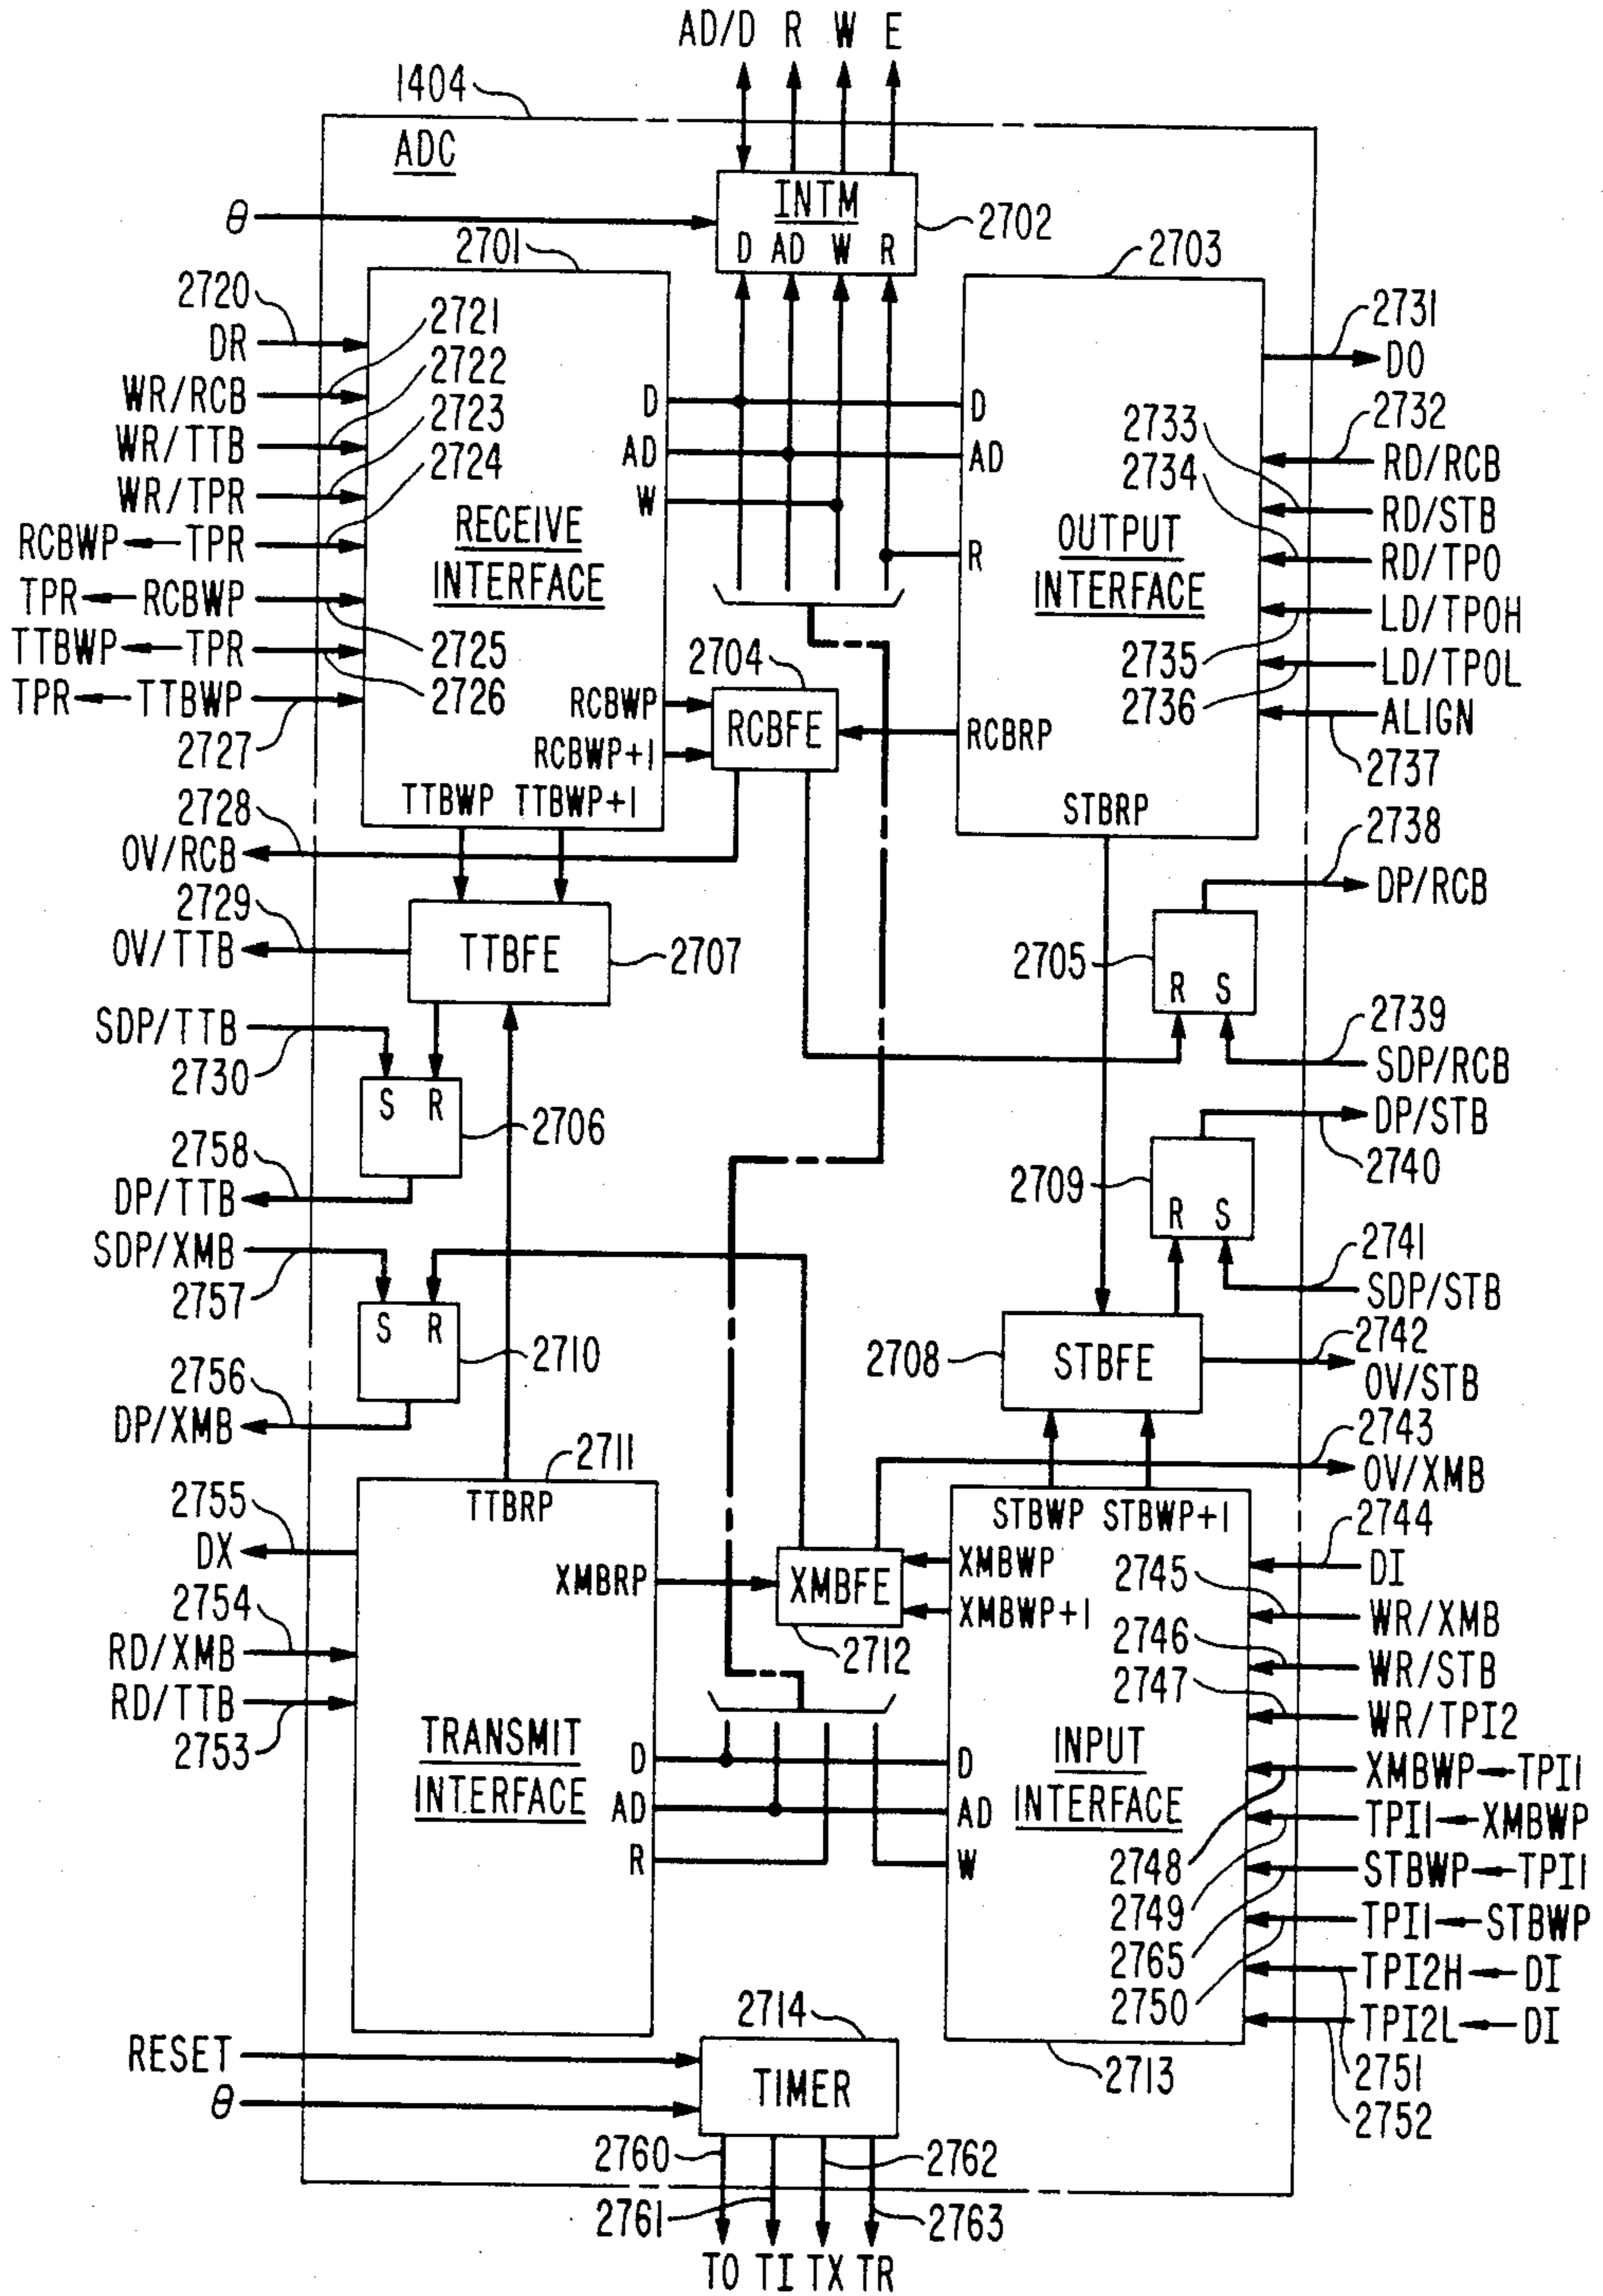 AD/D R W E
1404
ADC
INTM
D AD W R
2702
θ
2701
2703
2720
DR
2721
WR/RCB
2722
WR/TTB
2723
WR/TPR
2724
RCBWP←TPR
TPR←RCBWP
2725
TTBWP←TPR
2726
TPR←TTBWP
2727
RECEIVE
INTERFACE
D
AD
W
RCBWP
RCBWP+1
TTBWP TTBWP+1
2704
RCBFE
D
AD
R
RCBRP
OUTPUT
INTERFACE
STBRP
2731
DO
2732
RD/RCB
2733
RD/STB
2734
RD/TPO
2735
LD/TPOH
2736
LD/TPOL
ALIGN
2737
2728
OV/RCB
2729
OV/TTB
TTBFE
2707
2738
DP/RCB
2705
R S
2739
SDP/RCB
SDP/TTB
2730
S R
2706
2758
DP/TTB
DP/STB
2740
2709
R S
2741
SDP/STB
SDP/XMB
2757
S R
2710
2756
DP/XMB
2708
STBFE
2742
OV/STB
2743
OV/XMB
2711
TTBRP
2755
DX
2754
RD/XMB
RD/TTB
2753
XMBRP
TRANSMIT
INTERFACE
D
AD
R
XMBFE
2712
STBWP STBWP+1
XMBWP
XMBWP+1
INPUT
INTERFACE
D
AD
W
2744
DI
2745
WR/XMB
2746
WR/STB
2747
WR/TPI2
XMBWP←TPI1
2748
TPI1←XMBWP
2749
STBWP←TPI1
2765
TPI1←STBWP
2750
TPI2H←DI
TPI2L←DI
2751
2752
2713
RESET
θ
2714
TIMER
2760
2761
2762
2763
TO TI TX TR